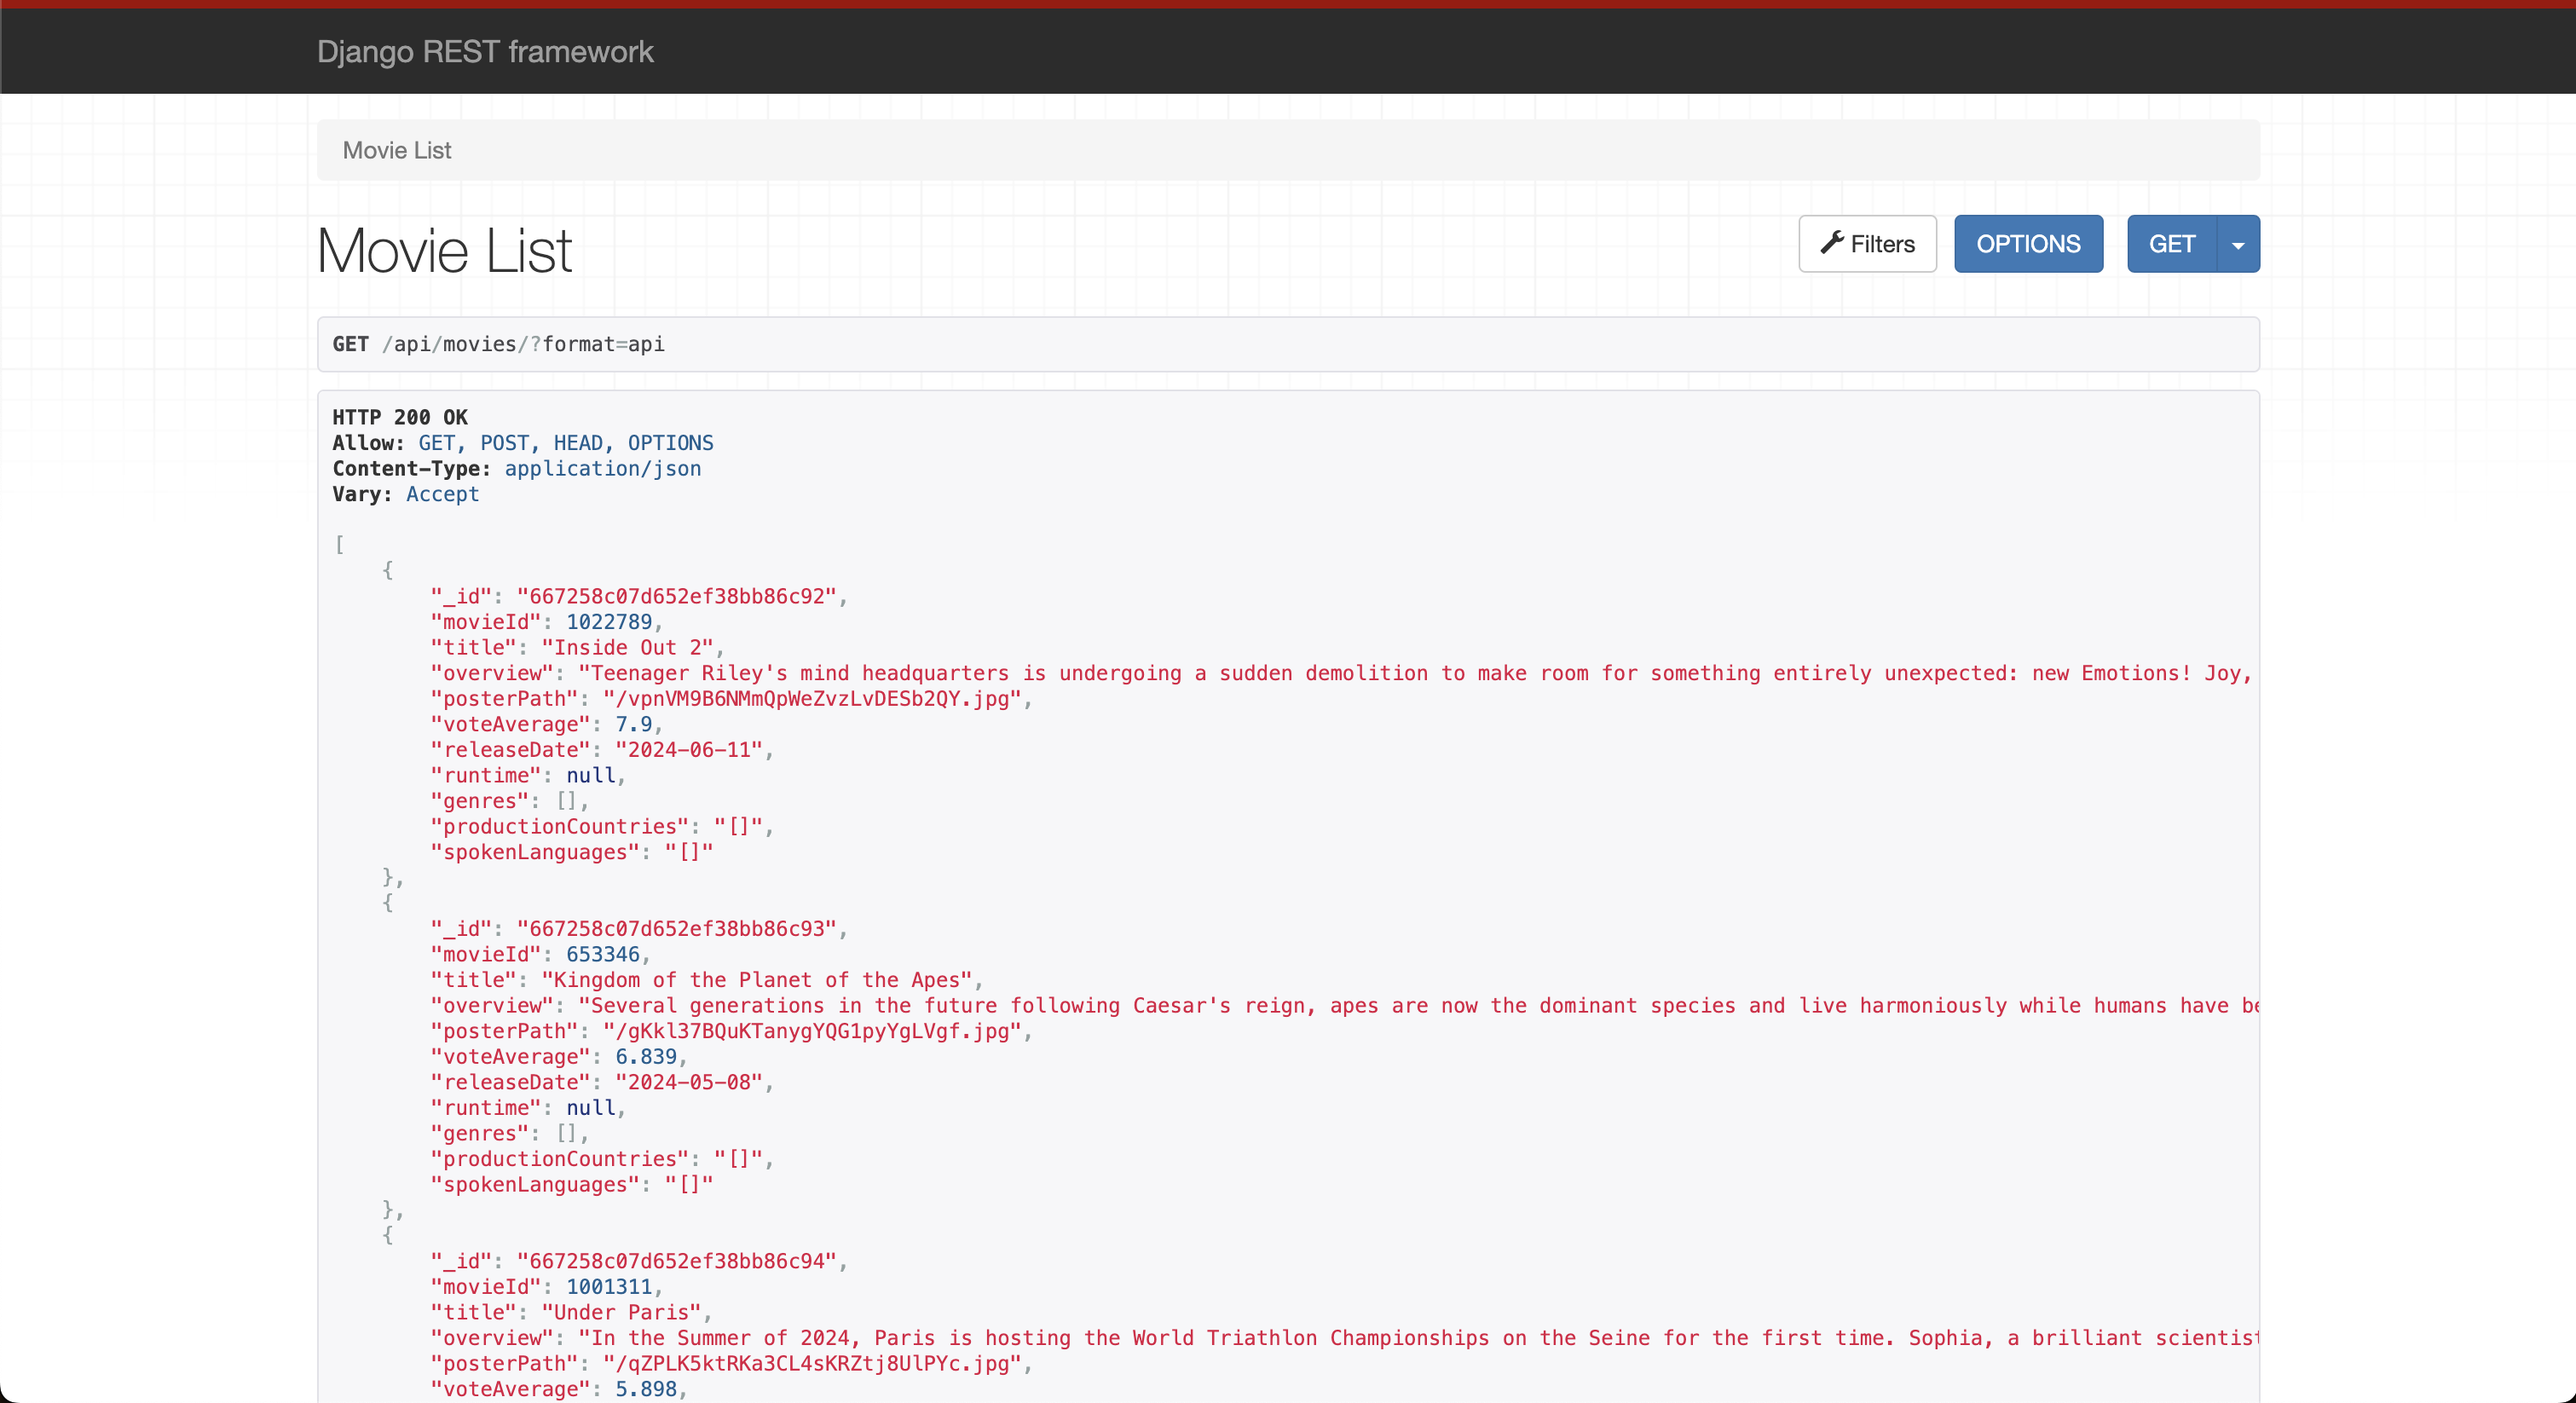 Django REST framework
Movie List
Movie List
Filters
OPTIONS
GET
GET /api/movies/?format=api
HTTP 200 OK
Allow: GET, POST, HEAD, OPTIONS
Content-Type: application/json
Vary: Accept
[
{
"_id": "667258c07d652ef38bb86c92",
"movieId": 1022789,
"title": "Inside Out 2",
"overview": "Teenager Riley's mind headquarters is undergoing a sudden demolition to make room for something entirely unexpected: new Emotions! Joy,
"posterPath": "/vpnVM9B6NMmQpWeZvzLvDESb2QY.jpg",
"voteAverage": 7.9,
"releaseDate": "2024-06-11",
"runtime": null,
"genres": [],
"productionCountries": "[]",
"spokenLanguages": "[]"
},
{
"_id": "667258c07d652ef38bb86c93",
"movieId": 653346,
"title": "Kingdom of the Planet of the Apes",
"overview": "Several generations in the future following Caesar's reign, apes are now the dominant species and live harmoniously while humans have be
"posterPath": "/gKkl37BQuKTanygYQG1pyYgLVgf.jpg",
"voteAverage": 6.839,
"releaseDate": "2024-05-08",
"runtime": null,
"genres": [],
"productionCountries": "[]",
"spokenLanguages": "[]"
},
{
"_id": "667258c07d652ef38bb86c94",
"movieId": 1001311,
"title": "Under Paris",
"overview": "In the Summer of 2024, Paris is hosting the World Triathlon Championships on the Seine for the first time. Sophia, a brilliant scientist
"posterPath": "/qZPLK5ktRKa3CL4sKRZtj8UlPYc.jpg",
"voteAverage": 5.898,